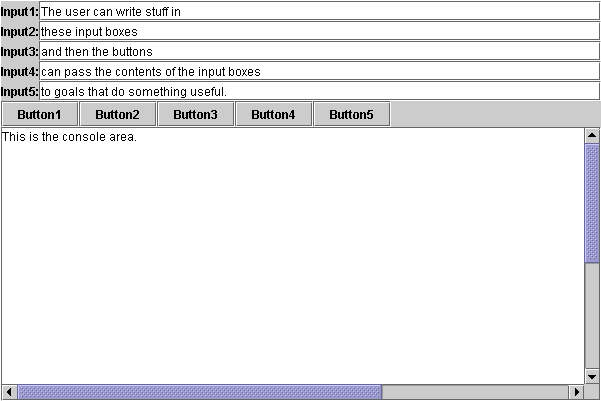 Input1: The user can write stuff in
Input2: these input boxes
Input3: and then the buttons
Input4: can pass the contents of the input boxes
Input5: to goals that do something useful.
Button1 Button2 Button3 Button4 Button5
This is the console area.